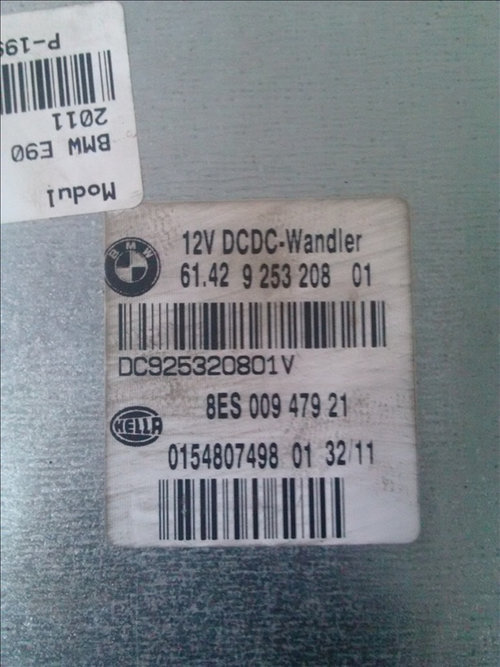 P-199
2011
BMW E90
Modul
BMW
12V DCDC-Wandler
61.42 9 253 208 01
DC925320801V
8ES 009 479 21
HELLA
0154807498 01 32/11